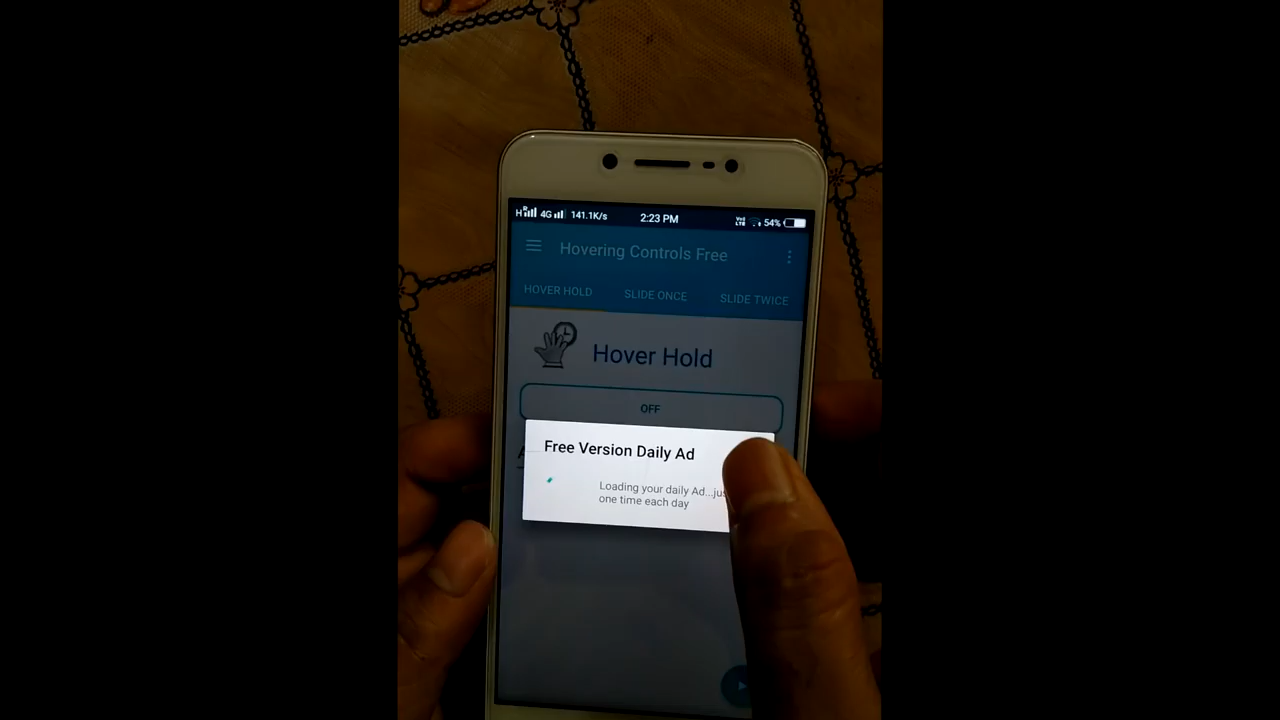 H R 4G 141.1K/s 2:23 PM VoLTE 54%
Hovering Controls Free
HOVER HOLD SLIDE ONCE SLIDE TWICE
Hover Hold
OFF
Free Version Daily Ad
Loading your daily Ad...
one time each day